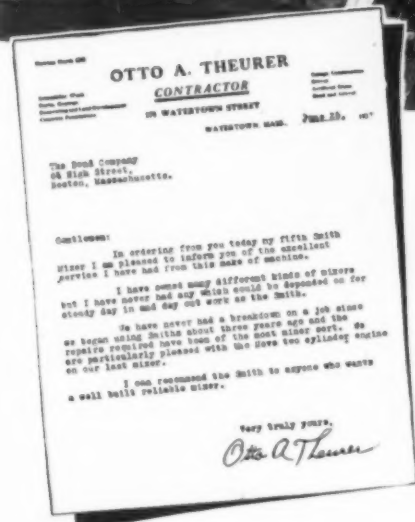 OTTO A. THEURER
CONTRACTOR
WATERTOWN STREET
WATERTOWN MASS. June 1927
The Bond Company
High Street,
Boston, Massachusetts.
Gentlemen:
In ordering from you today my fifth Smith
Mixer I am pleased to inform you of the excellent
service I have had from this make of machine.
I have owned many different kinds of mixers
but I have never had any which could be depended on for
steady day in and day out work as the Smith.
We have never had a breakdown on a job since
we began using Smiths about three years ago and the
repairs required have been of the most minor sort. We
are particularly pleased with the Novo two cylinder engine
on our last mixer.
I can recommend the Smith to anyone who wants
a well built reliable mixer.
Very truly yours,
Otto A Theurer